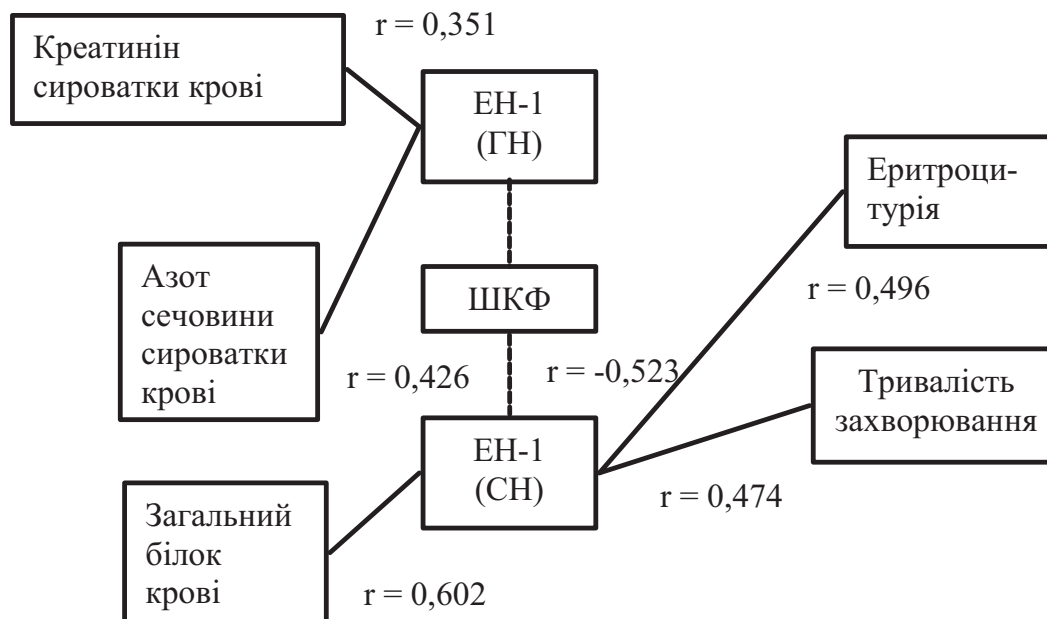 r = 0,351
Креатинін
сироватки крові
ЕН-1
(ГН)
Еритроци-
турія
Азот
сечовини
сироватки
крові
ШКФ
r = 0,496
r = 0,426
r = -0,523
Тривалість
захворювання
ЕН-1
(СН)
r = 0,474
Загальний
білок
крові
r = 0,602